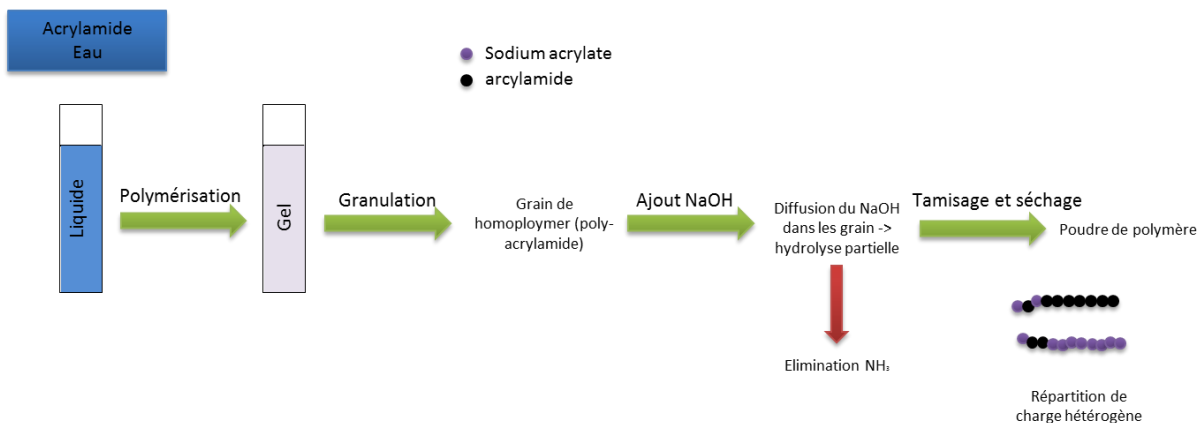 Acrylamide
Eau
Sodium acrylate
arcylamide
Liquide
Polymérisation
Gel
Granulation
Grain de
homoploymer (poly-
acrylamide)
Ajout NaOH
Diffusion du NaOH
dans les grain ->
hydrolyse partielle
Elimination NH₃
Tamisage et séchage
Poudre de polymère
Répartition de
charge hétérogène